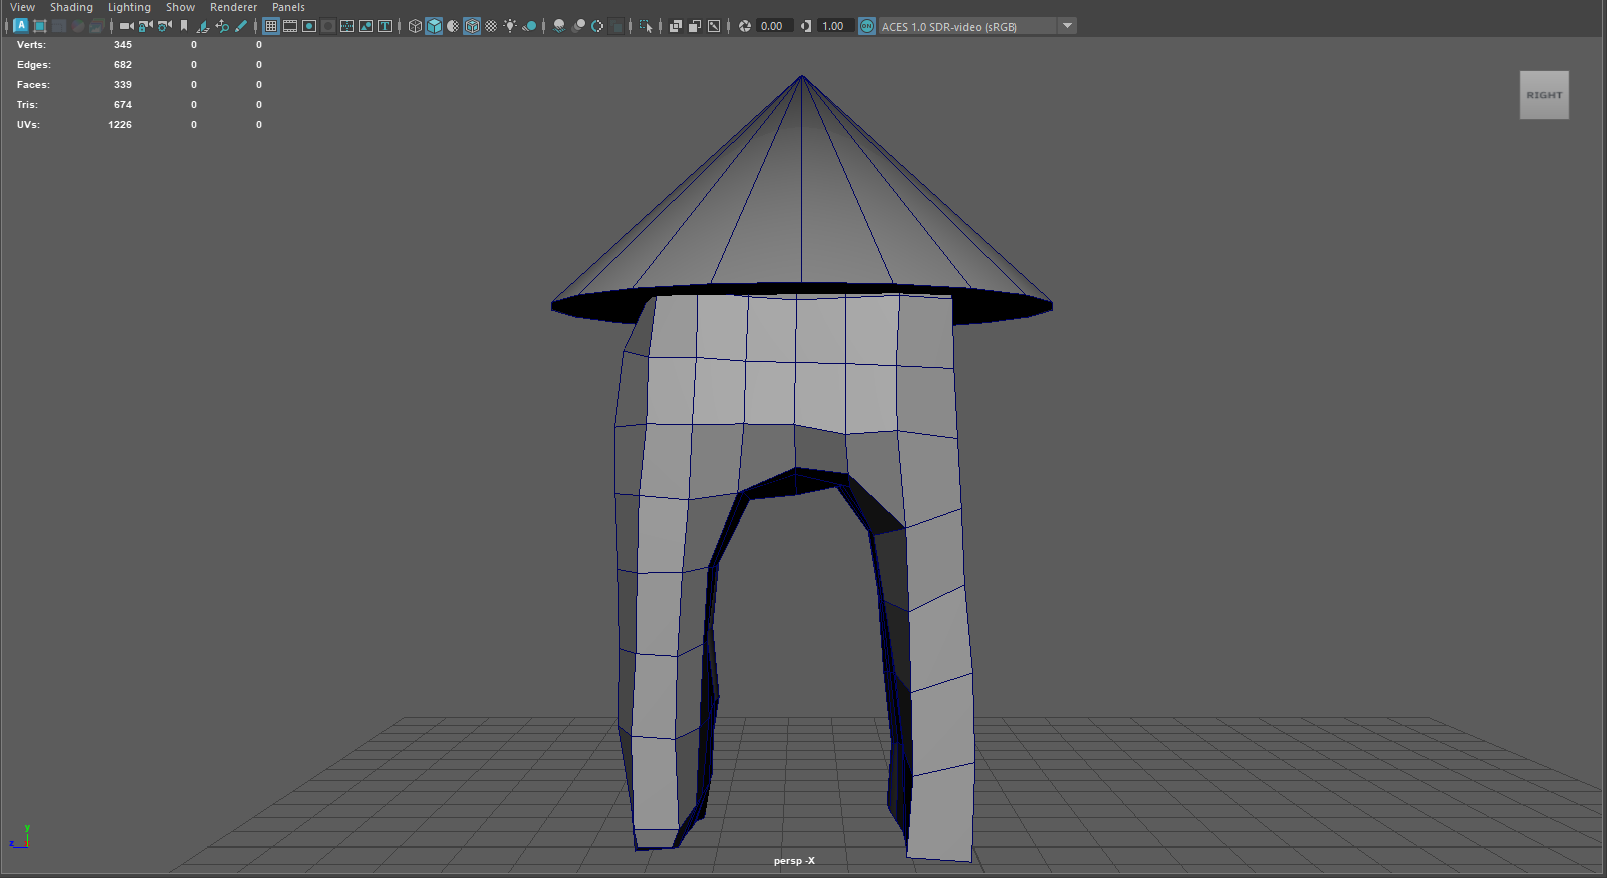 View Shading Lighting Show Renderer Panels
0.00 1.00 ON ACES 1.0 SDR-video (sRGB)
Verts: 345 0 0
Edges: 682 0 0
Faces: 339 0 0
Tris: 674 0 0
UVs: 1226 0 0
RIGHT
y
z
persp -X